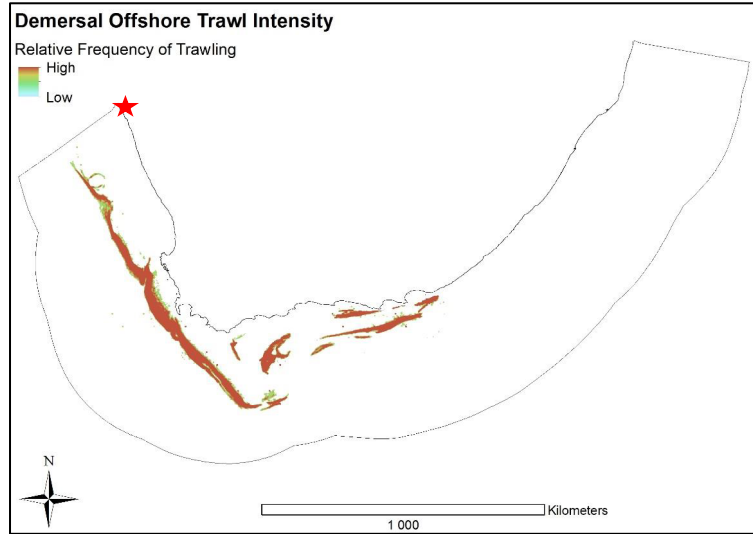 Demersal Offshore Trawl Intensity
Relative Frequency of Trawling
High
Low
N
Kilometers
1 000